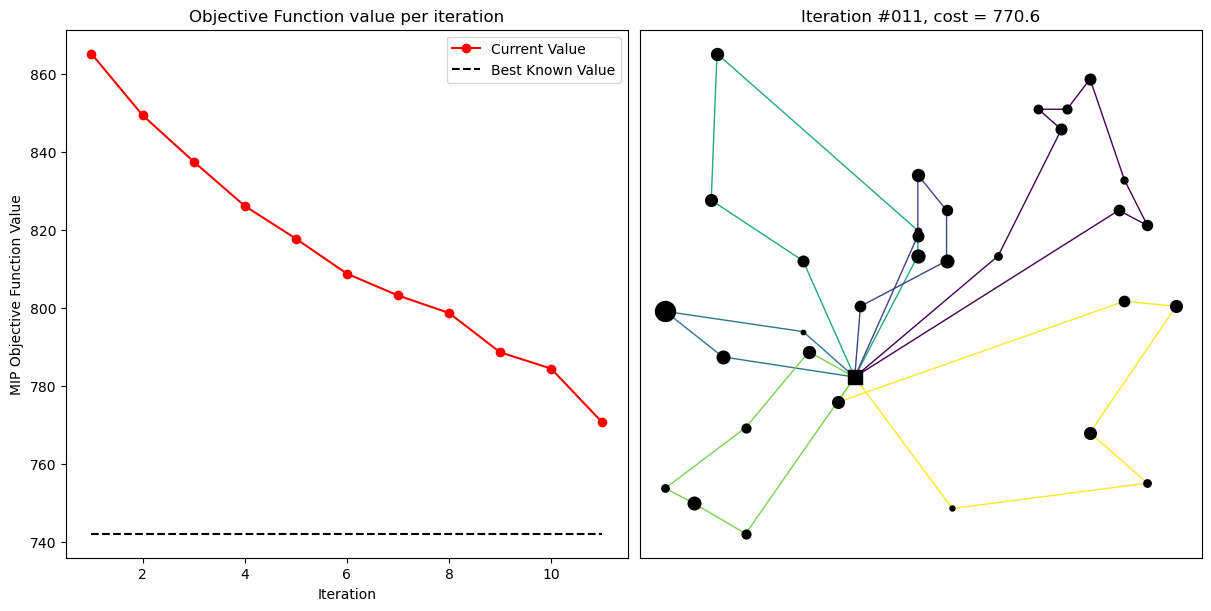 Objective Function value per iteration
Current Value
Best Known Value
MIP Objective Function Value
860
840
820
800
780
760
740
2 4 6 8 10
Iteration
Iteration #011, cost = 770.6